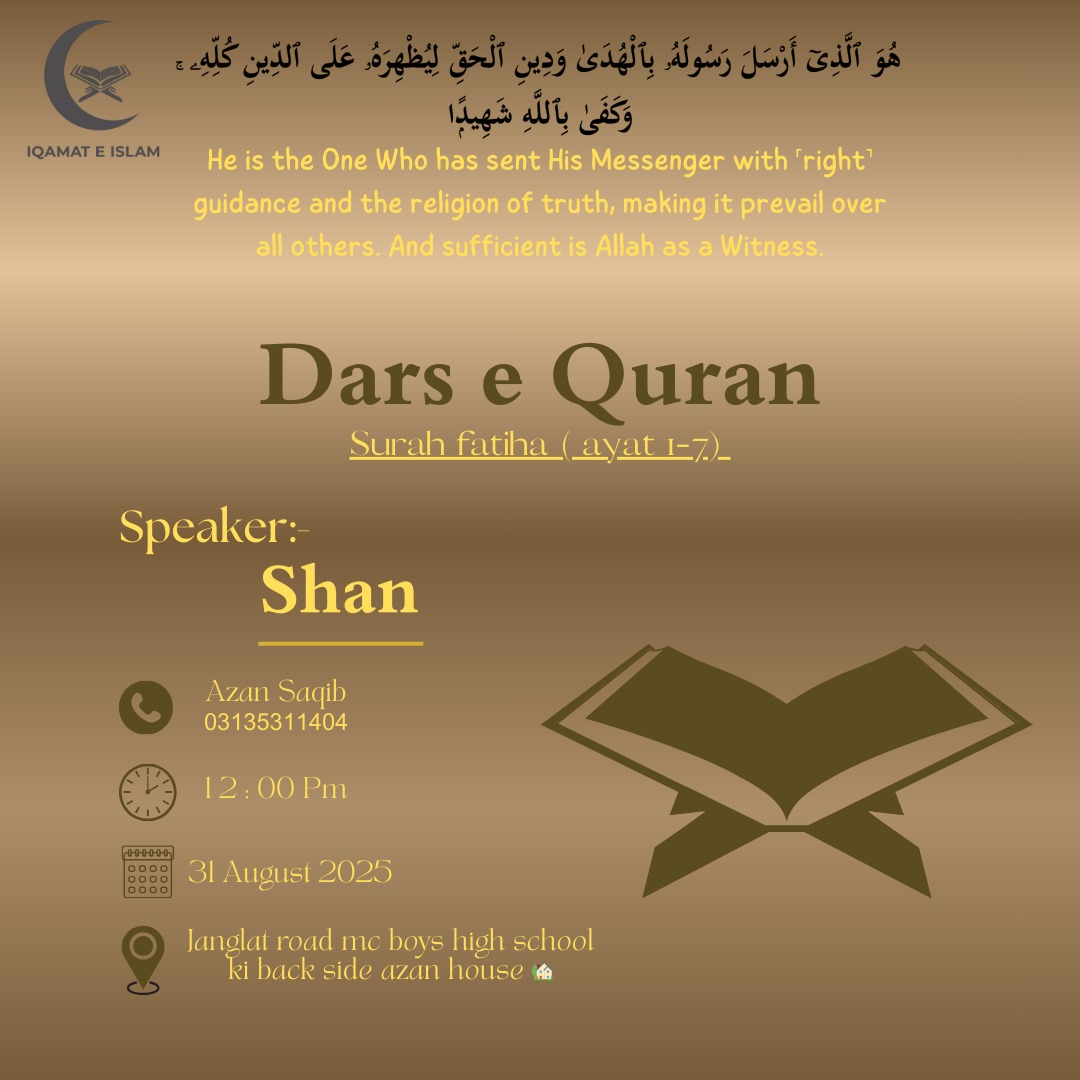 هُوَ ٱلَّذِىٓ أَرْسَلَ رَسُولَهُۥ بِٱلْهُدَىٰ وَدِينِ ٱلْحَقِّ لِيُظْهِرَهُۥ عَلَى ٱلدِّينِ كُلِّهِۦ ۚ
وَكَفَىٰ بِٱللَّهِ شَهِيدًۭا
IQAMAT E ISLAM
He is the One Who has sent His Messenger with ˹right˺
guidance and the religion of truth, making it prevail over
all others. And sufficient is Allah as a Witness.
Dars e Quran
Surah fatiha ( ayat 1-7)
Speaker:-
Shan
Azan Saqib
03135311404
12:00 Pm
31 August 2025
Janglat road mc boys high school
ki back side azan house 🏡